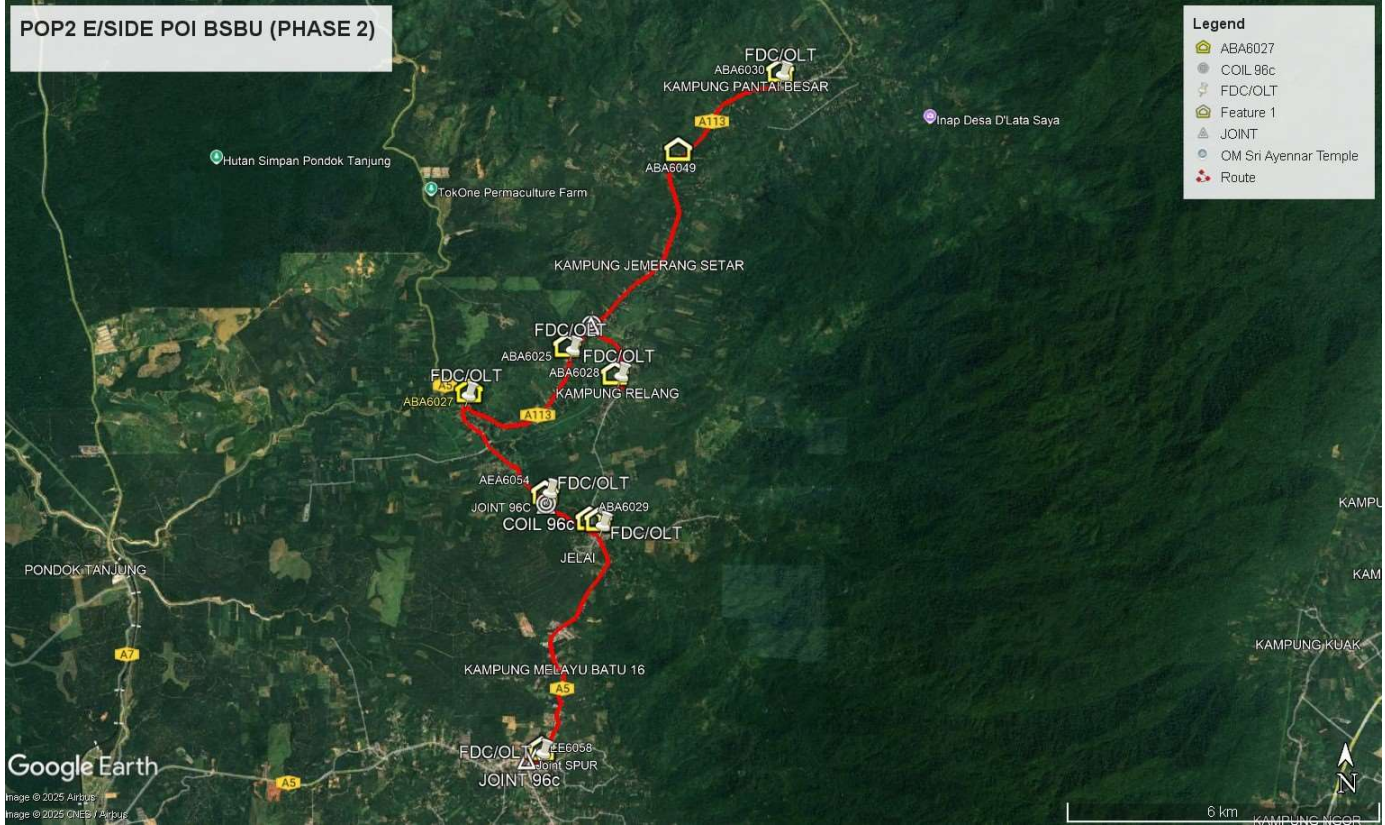 POP2 E/SIDE POI BSBU (PHASE 2)
Legend
ABA6027
COIL 96c
FDC/OLT
Feature 1
JOINT
OM Sri Ayennar Temple
Route
FDC/OLT
ABA6030
KAMPUNG PANTAI BESAR
A113
Inap Desa D'Lata Saya
Hutan Simpan Pondok Tanjung
ABA6049
TokOne Permaculture Farm
KAMPUNG JEMERANG SETAR
FDC/OLT
ABA6025
FDC/OLT
ABA6028
FDC/OLT
A5
KAMPUNG RELANG
ABA6027
A113
AEA6054
FDC/OLT
JOINT 96C
ABA6029
COIL 96c
FDC/OLT
JELAI
PONDOK TANJUNG
KAMPU
KAM
A7
KAMPUNG KUAK
KAMPUNG MELAYU BATU 16
A5
FDC/OLT
EE6058
Joint SPUR
JOINT 96c
Google Earth
A5
N
Image © 2025 Airbus
Image © 2025 CNES / Airbus
6 km
KAMPUNG NGOR